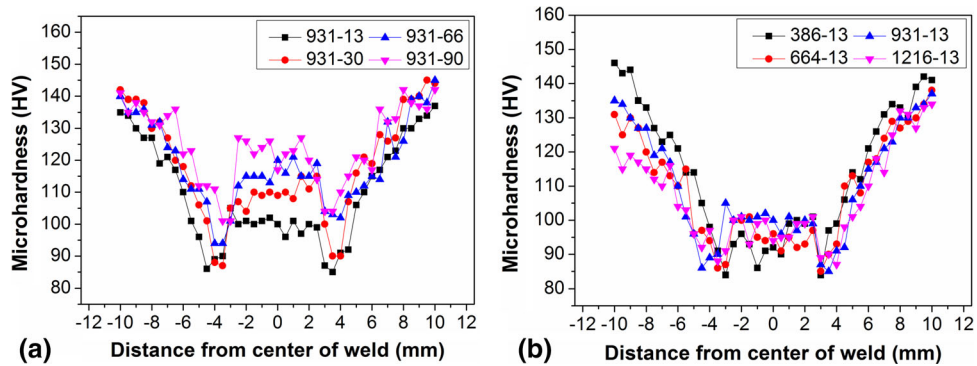 160
150
140
130
120
110
100
90
80
Microhardness (HV)
931-13 931-66
931-30 931-90
-12 -10 -8 -6 -4 -2 0 2 4 6 8 10 12
Distance from center of weld (mm)
(a)
160
150
140
130
120
110
100
90
80
Microhardness (HV)
386-13 931-13
664-13 1216-13
-12 -10 -8 -6 -4 -2 0 2 4 6 8 10 12
Distance from center of weld (mm)
(b)